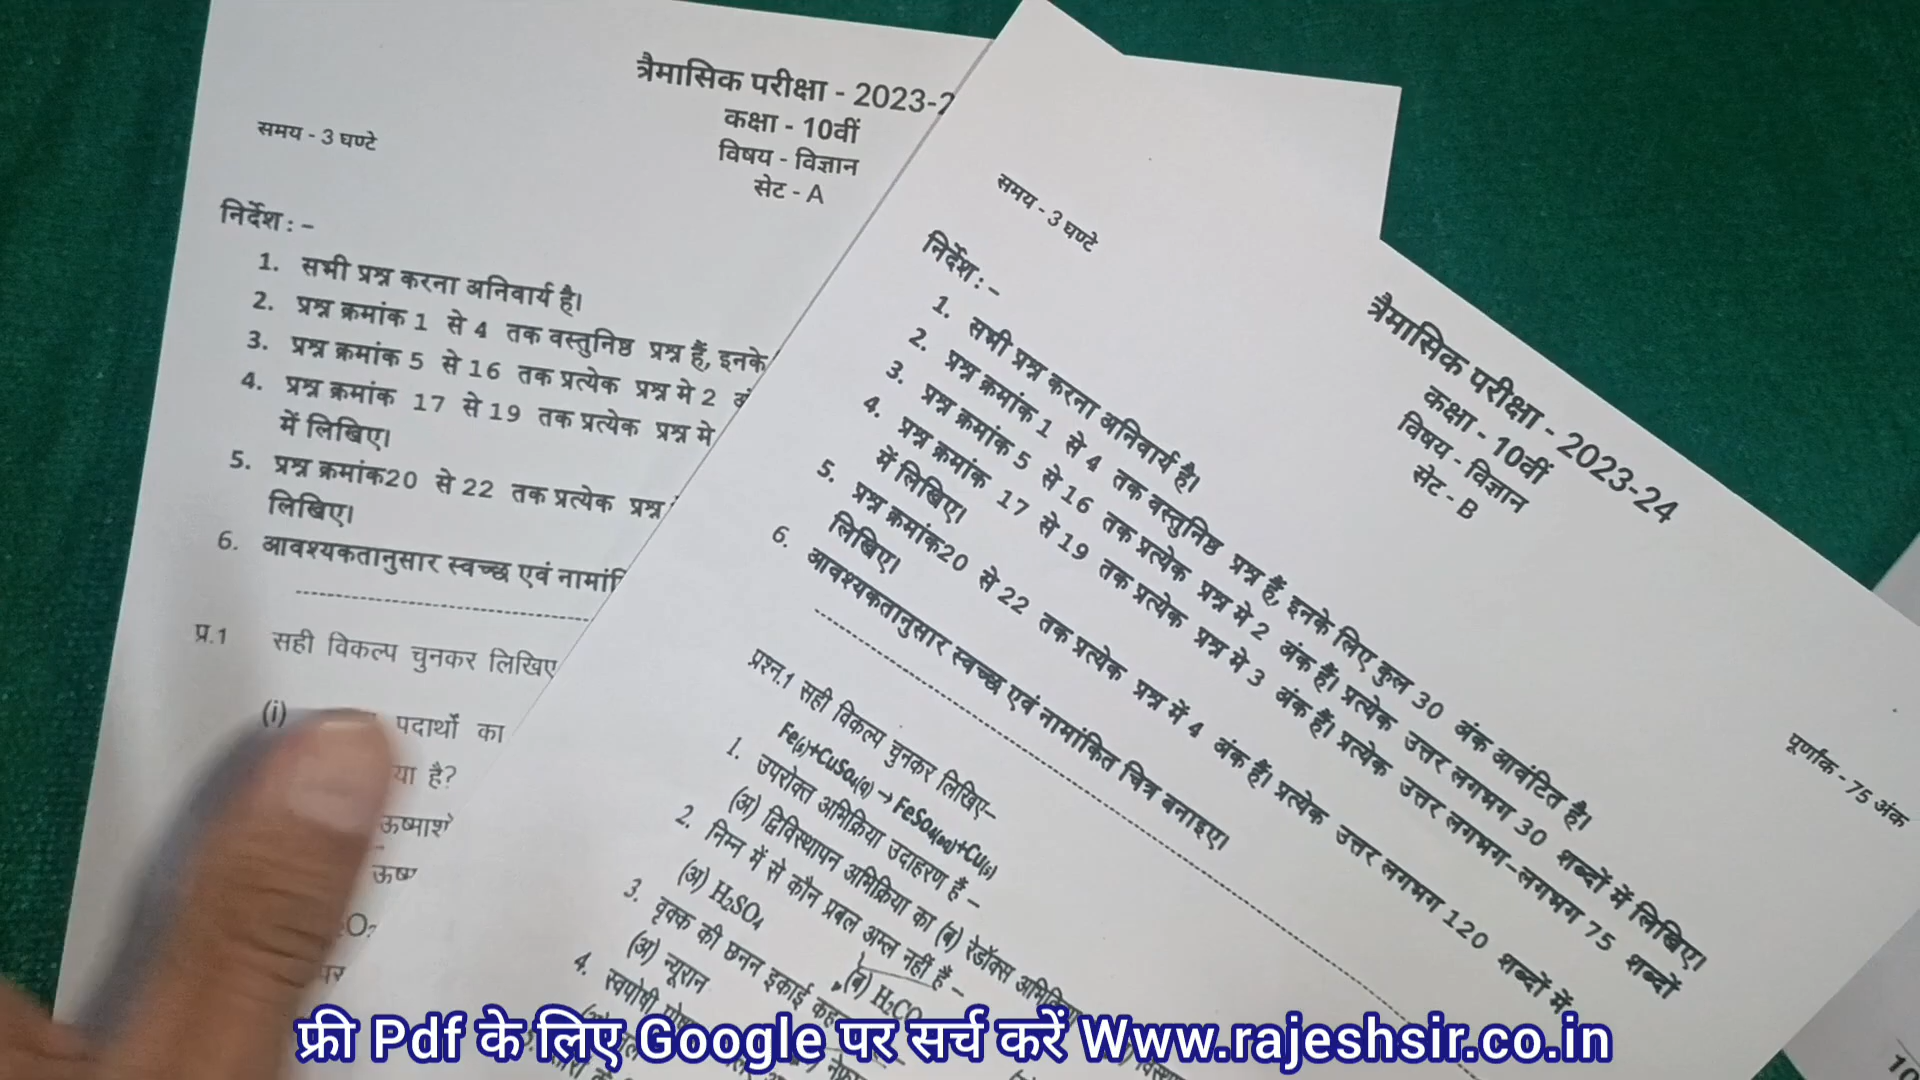 त्रैमासिक परीक्षा - 2023-2
कक्षा - 10वीं
विषय - विज्ञान
सेट - A
समय - 3 घण्टे
निर्देश : –
1. सभी प्रश्न करना अनिवार्य है।
2. प्रश्न क्रमांक 1 से 4 तक वस्तुनिष्ठ प्रश्न हैं, इनके
3. प्रश्न क्रमांक 5 से 16 तक प्रत्येक प्रश्न मे 2
4. प्रश्न क्रमांक 17 से 19 तक प्रत्येक प्रश्न मे
में लिखिए।
5. प्रश्न क्रमांक20 से 22 तक प्रत्येक प्रश्न
लिखिए।
6. आवश्यकतानुसार स्वच्छ एवं
प्र.1 सही विकल्प चुनकर लिखिए
(i) पदार्थों का
है?
त्रैमासिक परीक्षा - 2023-24
कक्षा - 10वीं
विषय - विज्ञान
सेट - B
समय - 3 घण्टे
पूर्णांक - 75 अंक
निर्देश : –
1. सभी प्रश्न करना अनिवार्य है।
2. प्रश्न क्रमांक 1 से 4 तक वस्तुनिष्ठ प्रश्न हैं, इनके लिए कुल 30 अंक आवंटित है।
3. प्रश्न क्रमांक 5 से 16 तक प्रत्येक प्रश्न मे 2 अंक हैं। प्रत्येक उत्तर लगभग 30 शब्दों में लिखिए।
4. प्रश्न क्रमांक 17 से 19 तक प्रत्येक प्रश्न मे 3 अंक हैं। प्रत्येक उत्तर लगभग–लगभग 75 शब्दों
में लिखिए।
5. प्रश्न क्रमांक20 से 22 तक प्रत्येक प्रश्न में 4 अंक हैं। प्रत्येक उत्तर लगभग 120 शब्दों में
लिखिए।
6. आवश्यकतानुसार स्वच्छ एवं नामांकित चित्र बनाइए।
प्रश्न.1 सही विकल्प चुनकर लिखिए–
Fe(s)+CuSO₄(q) → FeSO₄(aq)+Cu(s)
1. उपरोक्त अभिक्रिया उदाहरण हैं –
(अ) द्विविस्थापन अभिक्रिया का (ब) रेडॉक्स
2. निम्न में से कौन प्रबल अम्ल नहीं हैं –
(अ) H₂SO₄ (ब)
3. वृक्क की छनन इकाई
(अ) न्यूरान
4. स्वपोषी
फ्री Pdf के लिए Google पर सर्च करें Www.rajeshsir.co.in